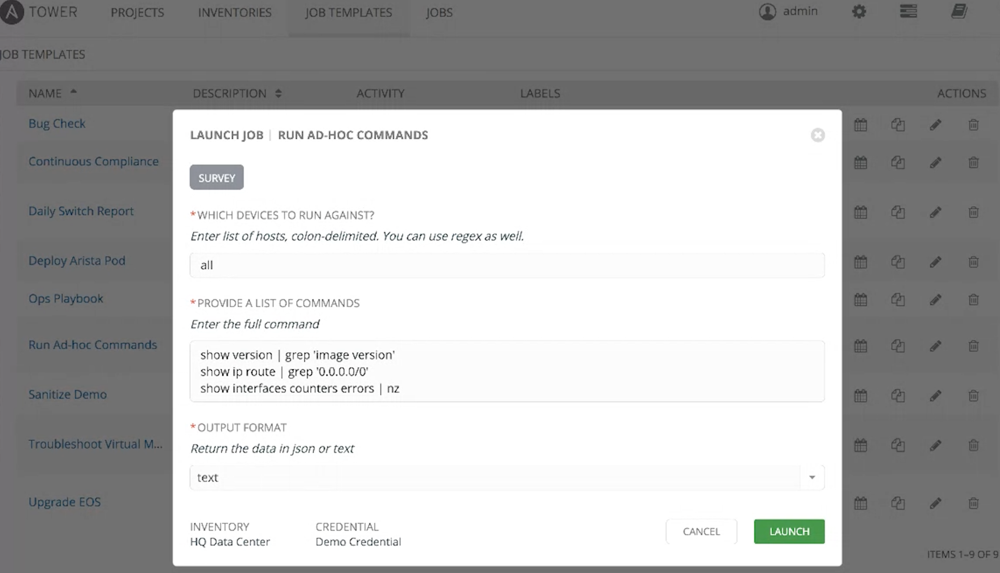 TOWER PROJECTS INVENTORIES JOB TEMPLATES JOBS admin
JOB TEMPLATES
NAME DESCRIPTION ACTIVITY LABELS ACTIONS
Bug Check
Continuous Compliance
Daily Switch Report
Deploy Arista Pod
Ops Playbook
Run Ad-hoc Commands
Sanitize Demo
Troubleshoot Virtual M...
Upgrade EOS
LAUNCH JOB | RUN AD-HOC COMMANDS
SURVEY
*WHICH DEVICES TO RUN AGAINST?
Enter list of hosts, colon-delimited. You can use regex as well.
all
*PROVIDE A LIST OF COMMANDS
Enter the full command
show version | grep 'image version'
show ip route | grep '0.0.0.0/0'
show interfaces counters errors | nz
*OUTPUT FORMAT
Return the data in json or text
text
INVENTORY CREDENTIAL
HQ Data Center Demo Credential
CANCEL LAUNCH
ITEMS 1–9 OF 9